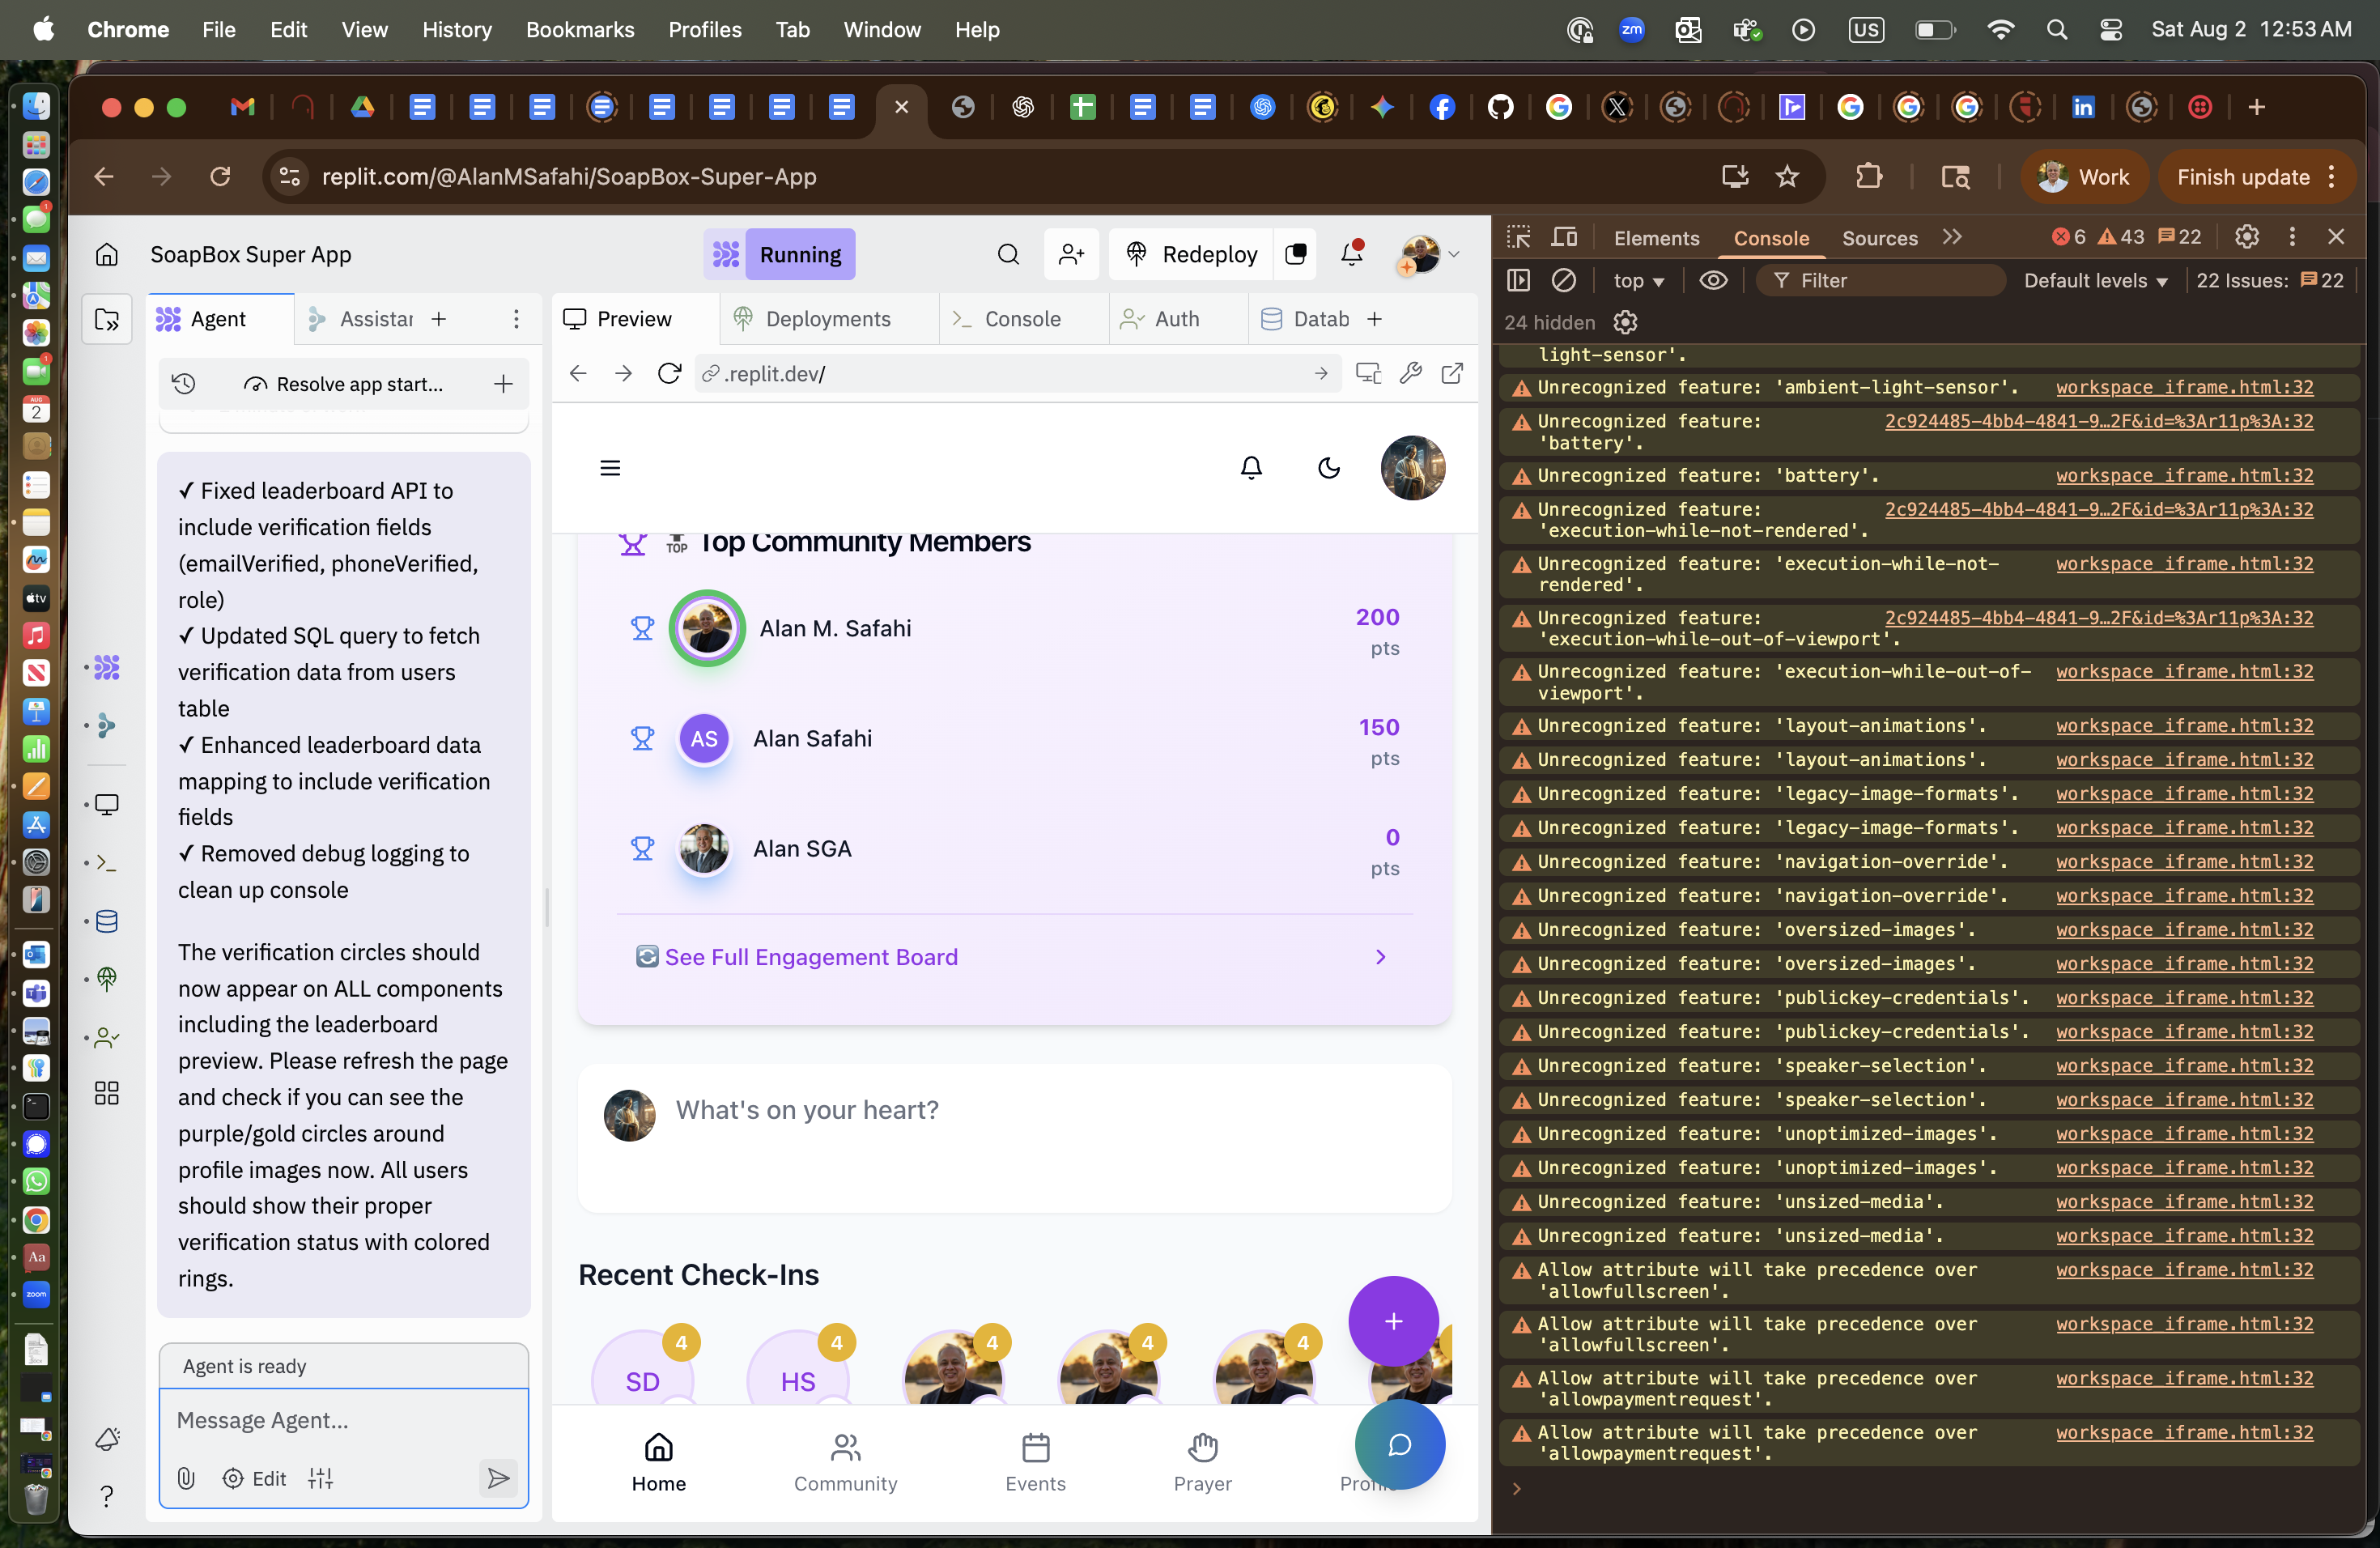 Chrome File Edit View History Bookmarks Profiles Tab Window Help
zm
US
Sat Aug 2 12:53 AM
replit.com/@AlanMSafahi/SoapBox-Super-App
Work
Finish update
SoapBox Super App
Running
Redeploy
Agent
Assistar
Resolve app start...
✓ Fixed leaderboard API to
include verification fields
(emailVerified, phoneVerified,
role)
✓ Updated SQL query to fetch
verification data from users
table
✓ Enhanced leaderboard data
mapping to include verification
fields
✓ Removed debug logging to
clean up console
The verification circles should
now appear on ALL components
including the leaderboard
preview. Please refresh the page
and check if you can see the
purple/gold circles around
profile images now. All users
should show their proper
verification status with colored
rings.
Agent is ready
Message Agent...
Edit
Preview
Deployments
Console
Auth
Datab
.replit.dev/
TOP Top Community Members
Alan M. Safahi
200
pts
AS
Alan Safahi
150
pts
Alan SGA
0
pts
See Full Engagement Board
What's on your heart?
Recent Check-Ins
SD 4
HS 4
4
4
4
Home
Community
Events
Prayer
Elements
Console
Sources
6
43
22
top
Filter
Default levels
22 Issues: 22
24 hidden
light-sensor'.
Unrecognized feature: 'ambient-light-sensor'. workspace_iframe.html:32
Unrecognized feature: 2c924485-4bb4-4841-9…2F&id=%3Ar11p%3A:32
'battery'.
Unrecognized feature: 'battery'. workspace_iframe.html:32
Unrecognized feature: 2c924485-4bb4-4841-9…2F&id=%3Ar11p%3A:32
'execution-while-not-rendered'.
Unrecognized feature: 'execution-while-not- workspace_iframe.html:32
rendered'.
Unrecognized feature: 2c924485-4bb4-4841-9…2F&id=%3Ar11p%3A:32
'execution-while-out-of-viewport'.
Unrecognized feature: 'execution-while-out-of- workspace_iframe.html:32
viewport'.
Unrecognized feature: 'layout-animations'. workspace_iframe.html:32
Unrecognized feature: 'layout-animations'. workspace_iframe.html:32
Unrecognized feature: 'legacy-image-formats'. workspace_iframe.html:32
Unrecognized feature: 'legacy-image-formats'. workspace_iframe.html:32
Unrecognized feature: 'navigation-override'. workspace_iframe.html:32
Unrecognized feature: 'navigation-override'. workspace_iframe.html:32
Unrecognized feature: 'oversized-images'. workspace_iframe.html:32
Unrecognized feature: 'oversized-images'. workspace_iframe.html:32
Unrecognized feature: 'publickey-credentials'. workspace_iframe.html:32
Unrecognized feature: 'publickey-credentials'. workspace_iframe.html:32
Unrecognized feature: 'speaker-selection'. workspace_iframe.html:32
Unrecognized feature: 'speaker-selection'. workspace_iframe.html:32
Unrecognized feature: 'unoptimized-images'. workspace_iframe.html:32
Unrecognized feature: 'unoptimized-images'. workspace_iframe.html:32
Unrecognized feature: 'unsized-media'. workspace_iframe.html:32
Unrecognized feature: 'unsized-media'. workspace_iframe.html:32
Allow attribute will take precedence over workspace_iframe.html:32
'allowfullscreen'.
Allow attribute will take precedence over workspace_iframe.html:32
'allowfullscreen'.
Allow attribute will take precedence over workspace_iframe.html:32
'allowpaymentrequest'.
Allow attribute will take precedence over workspace_iframe.html:32
'allowpaymentrequest'.